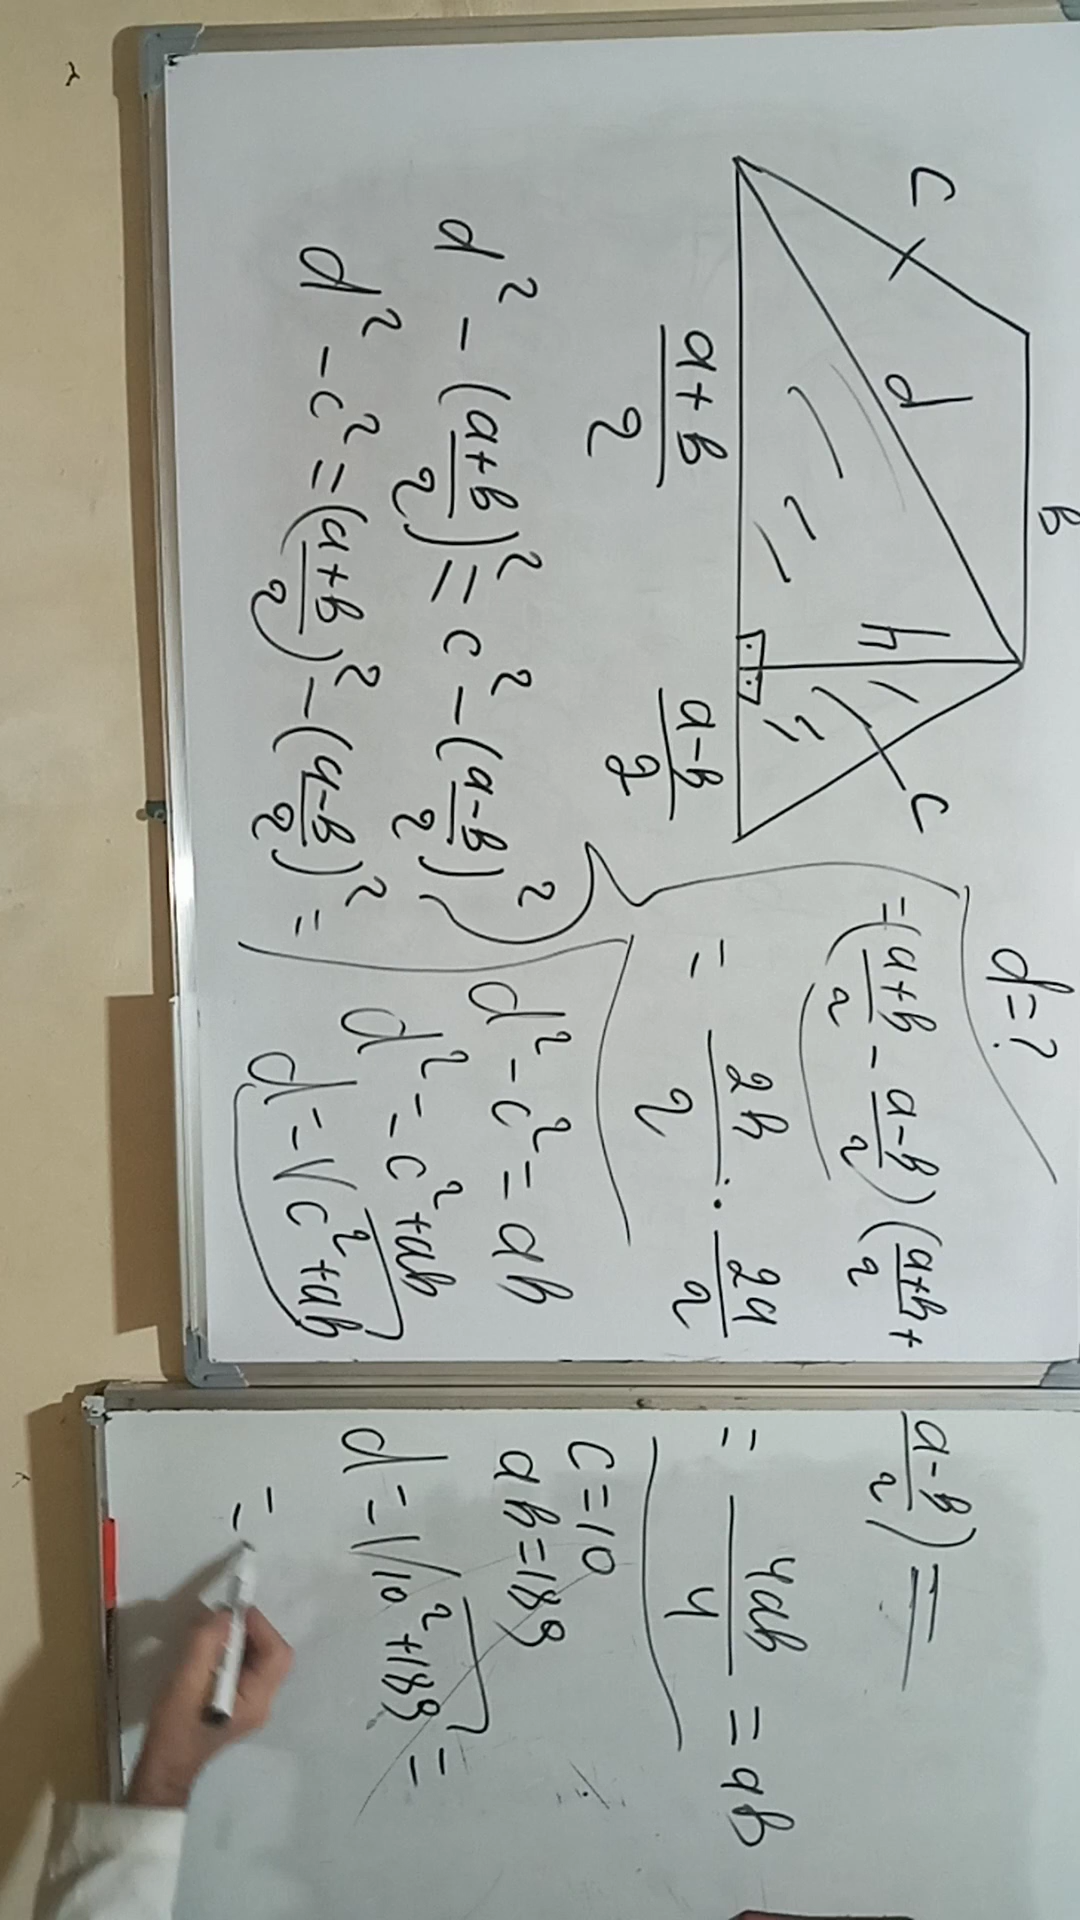 d=?
c
b
d
h
c
a+b
2
a-b
2
=(a+b/2 - a-b/2)(a+b/2 + a-b/2) =
= 2b/2 · 2a/2 = 4ab/4 = ab
d² - (a+b/2)² = c² - (a-b/2)²
d² - c² = (a+b/2)² - (a-b/2)² =
d² - c² = ab
d² = c² + ab
d = √c² + ab
c = 10
ab = 189
d = √10² + 189 =
=